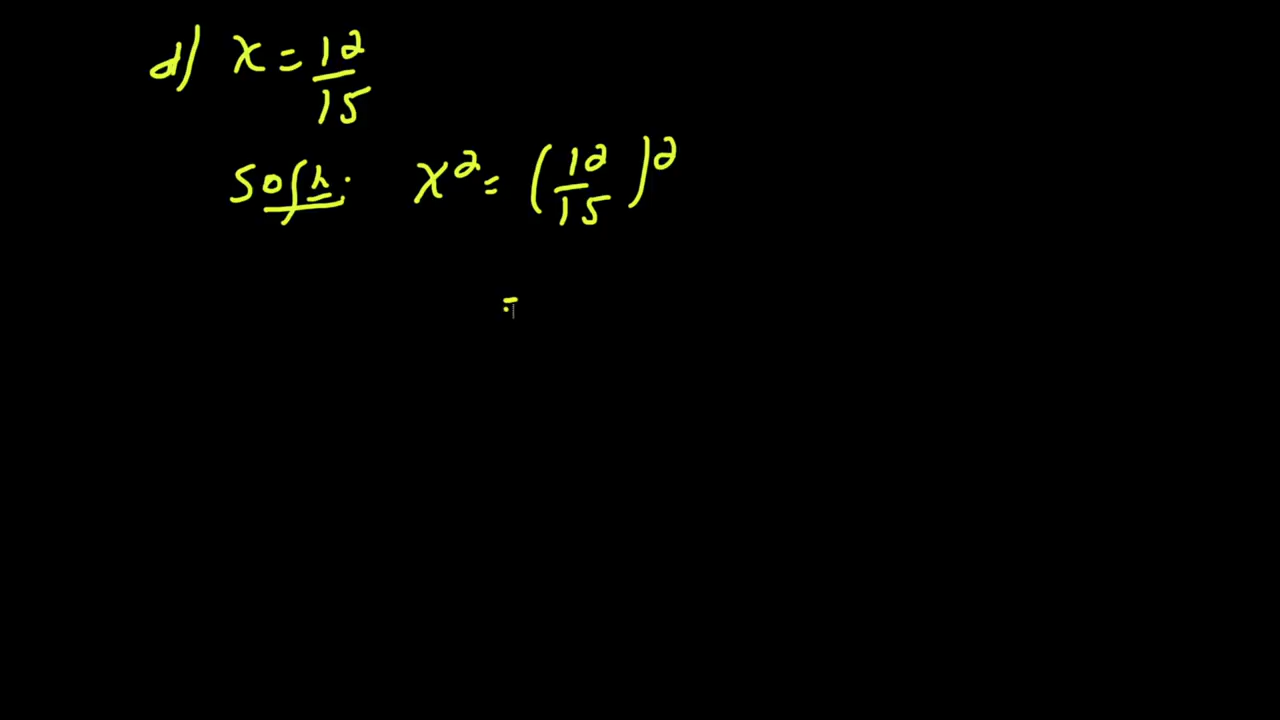 d) x = 12/15
Soln: x² = (12/15)²
=